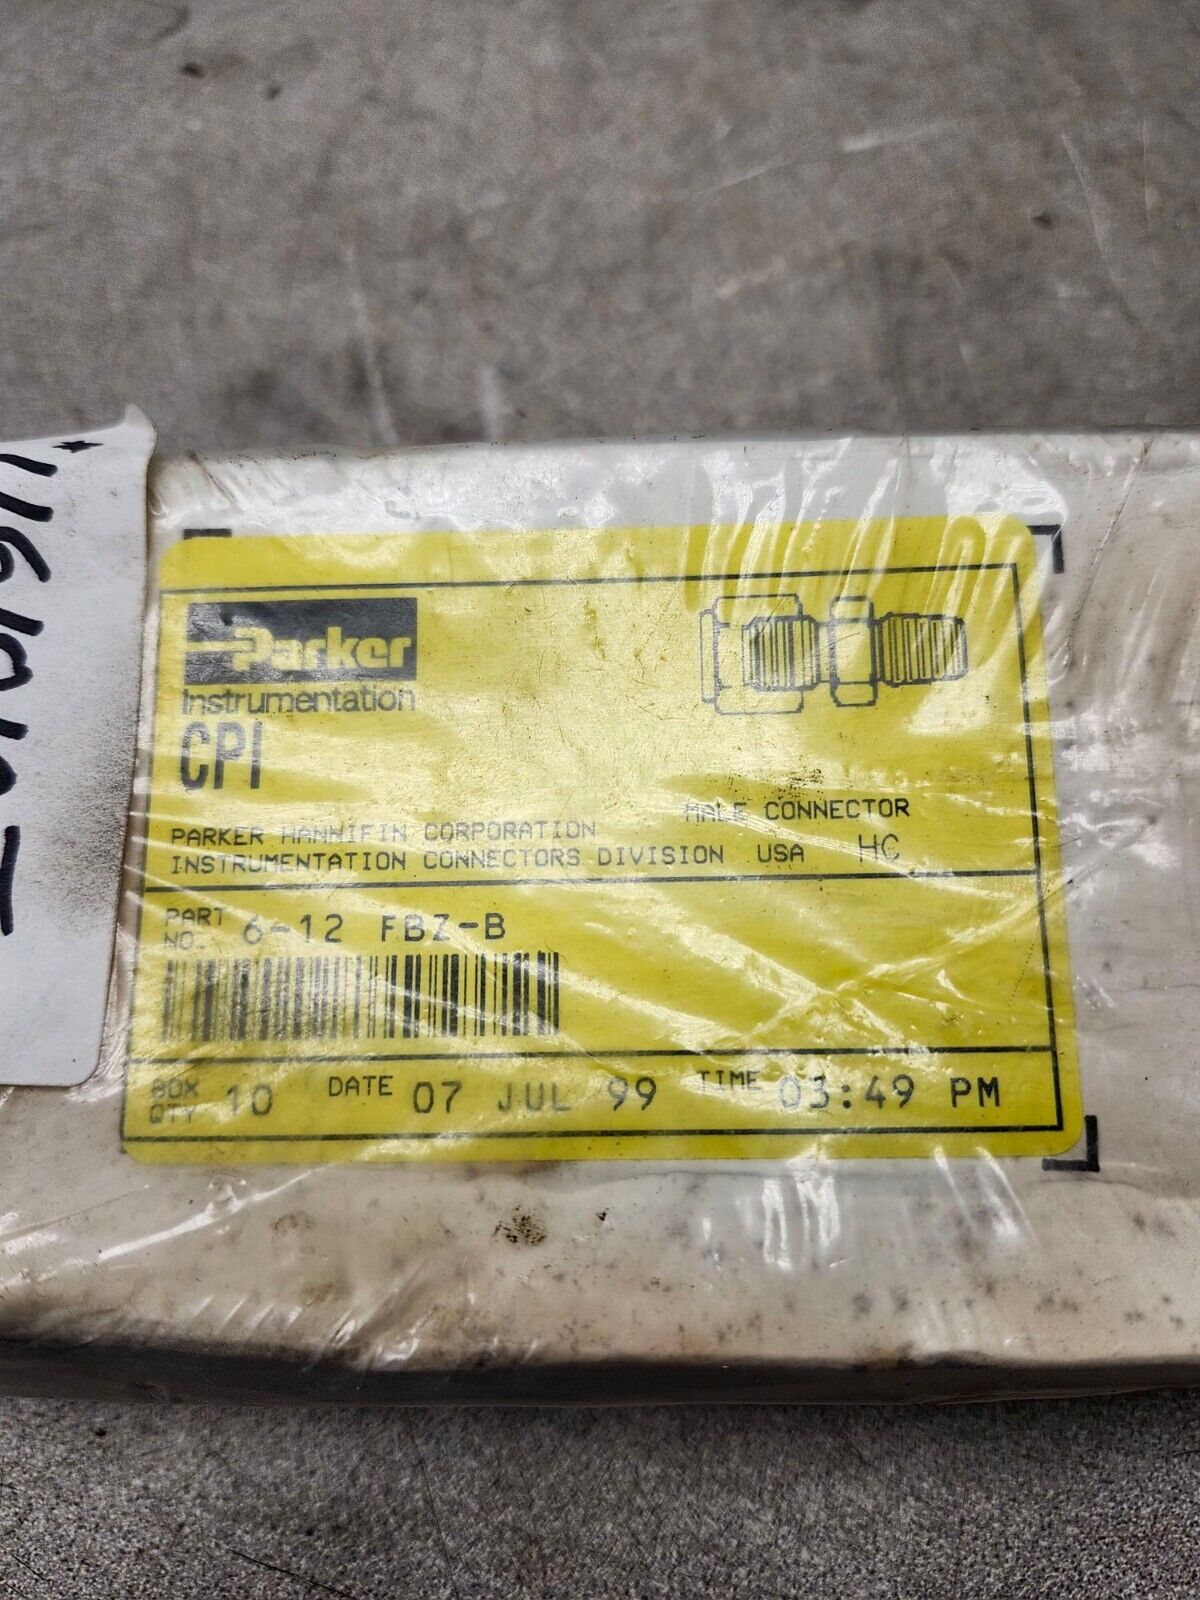 Parker
Instrumentation
CPI
MALE CONNECTOR
PARKER HANNIFIN CORPORATION
INSTRUMENTATION CONNECTORS DIVISION USA HC
PART NO. 6-12 FBZ-B
BOX QTY 10 DATE 07 JUL 99 TIME 03:49 PM